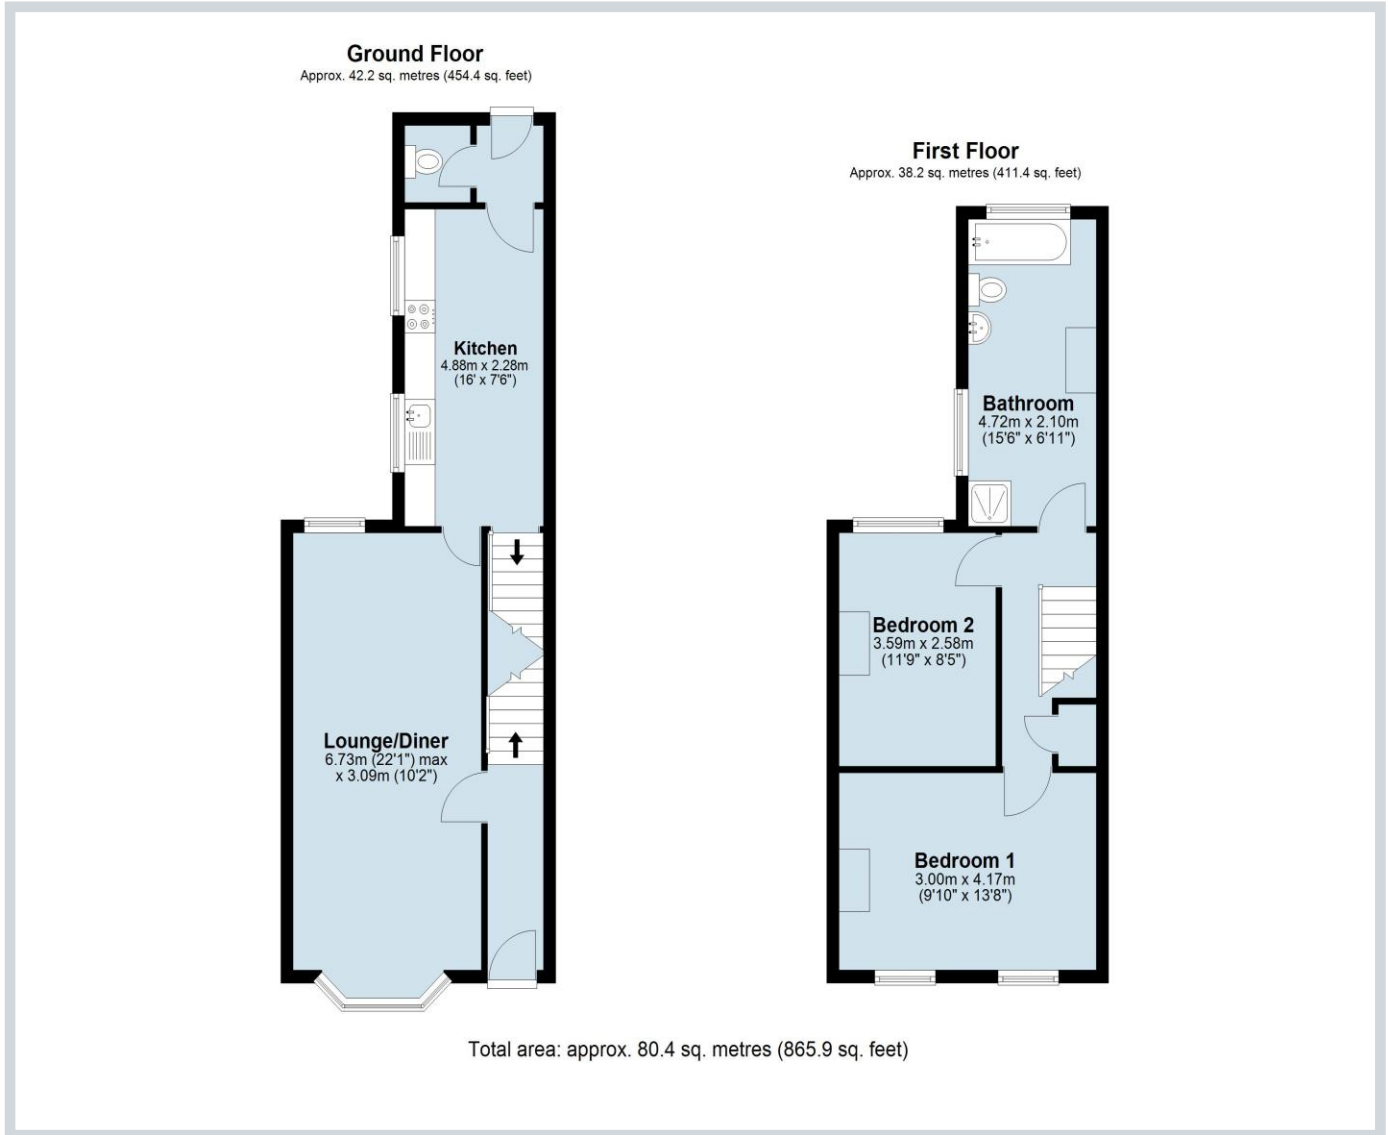 Ground Floor
Approx. 42.2 sq. metres (454.4 sq. feet)
Kitchen
4.88m x 2.28m
(16' x 7'6")
Lounge/Diner
6.73m (22'1") max
x 3.09m (10'2")
First Floor
Approx. 38.2 sq. metres (411.4 sq. feet)
Bathroom
4.72m x 2.10m
(15'6" x 6'11")
Bedroom 2
3.59m x 2.58m
(11'9" x 8'5")
Bedroom 1
3.00m x 4.17m
(9'10" x 13'8")
Total area: approx. 80.4 sq. metres (865.9 sq. feet)